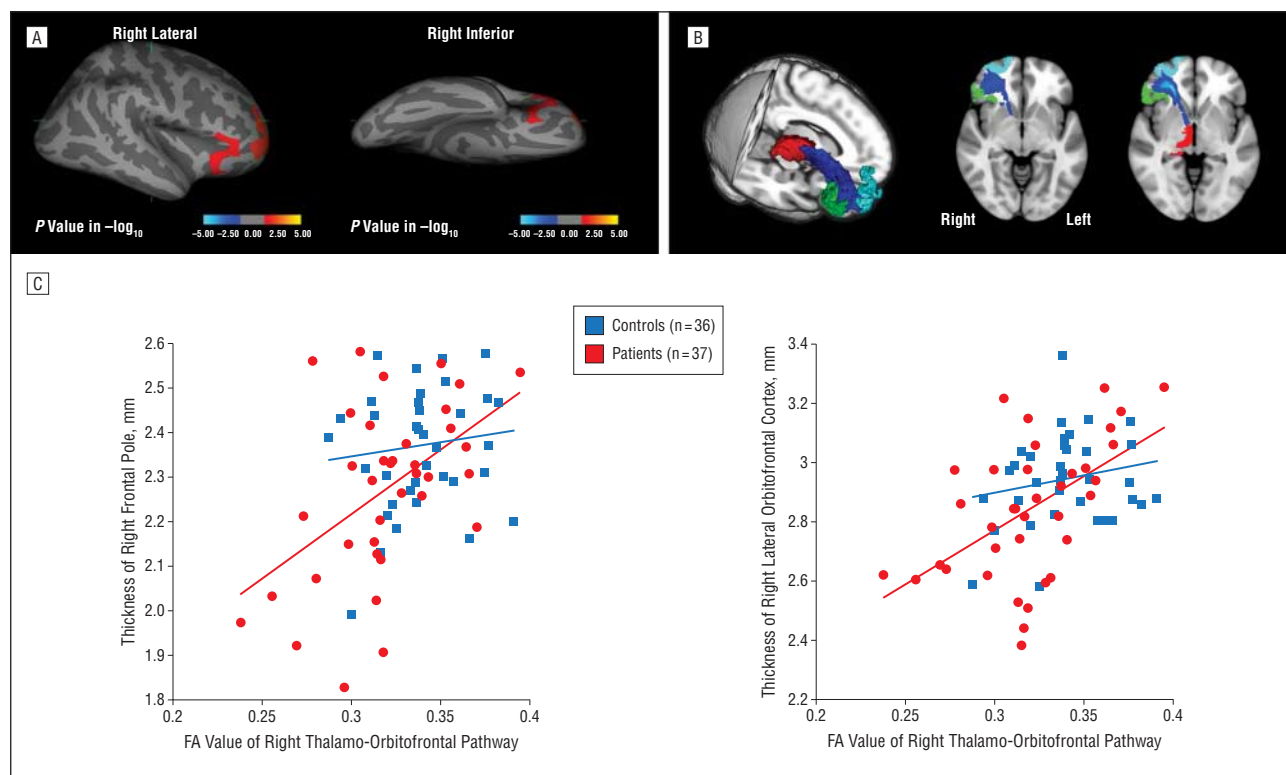 A
Right Lateral
Right Inferior
P Value in –log10
–5.00 –2.50 0.00 2.50 5.00
P Value in –log10
–5.00 –2.50 0.00 2.50 5.00
B
Right
Left
C
Controls (n=36)
Patients (n=37)
Thickness of Right Frontal Pole, mm
2.6
2.5
2.4
2.3
2.2
2.1
2.0
1.9
1.8
0.2 0.25 0.3 0.35 0.4
FA Value of Right Thalamo-Orbitofrontal Pathway
Thickness of Right Lateral Orbitofrontal Cortex, mm
3.4
3.2
3.0
2.8
2.6
2.4
2.2
0.2 0.25 0.3 0.35 0.4
FA Value of Right Thalamo-Orbitofrontal Pathway